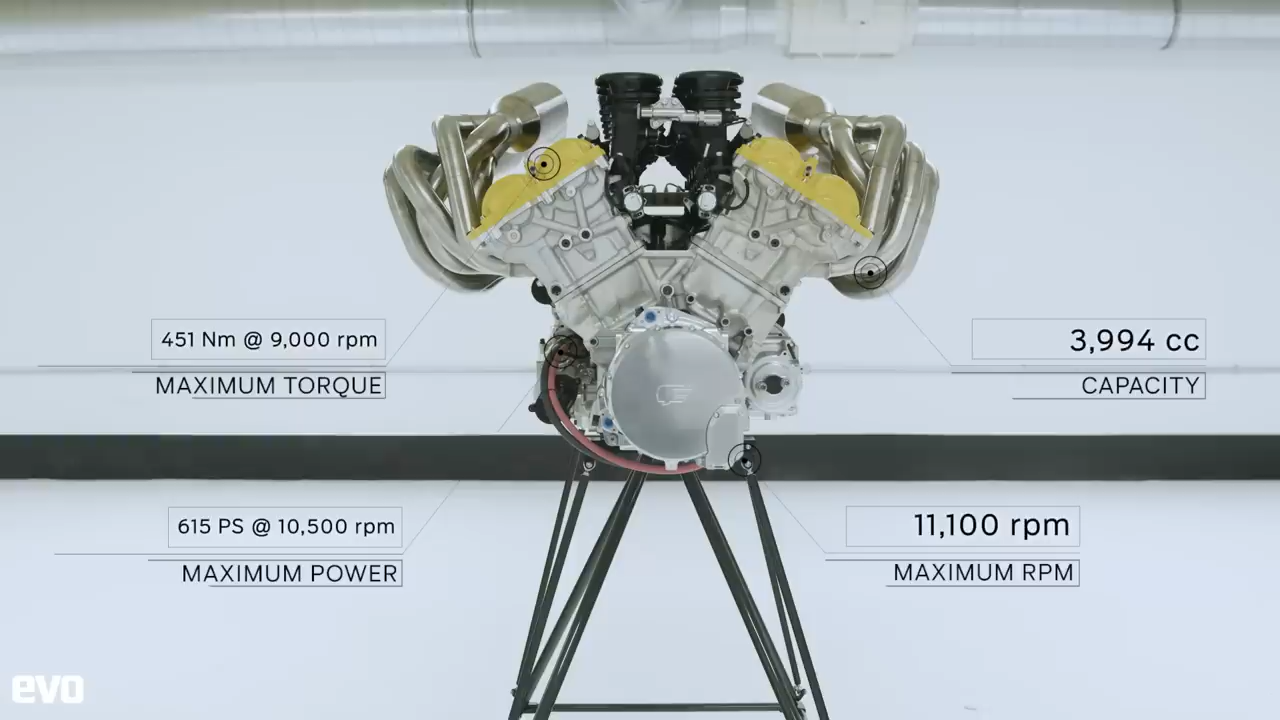 451 Nm @ 9,000 rpm
MAXIMUM TORQUE
3,994 cc
CAPACITY
615 PS @ 10,500 rpm
MAXIMUM POWER
11,100 rpm
MAXIMUM RPM
evo